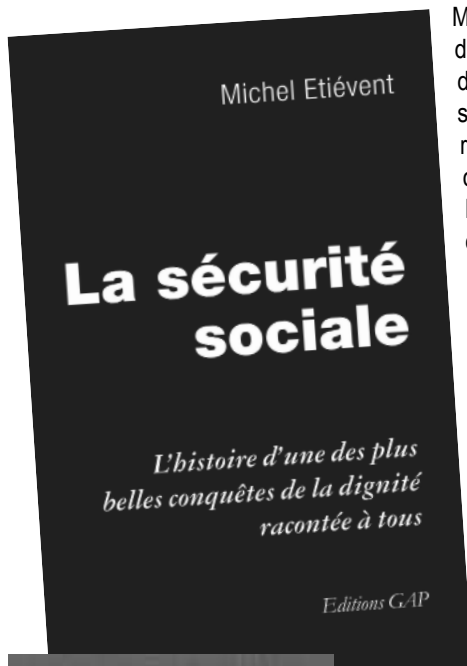 Michel Etiévent
La sécurité
sociale
L'histoire d'une des plus
belles conquêtes de la dignité
racontée à tous
Editions GAP